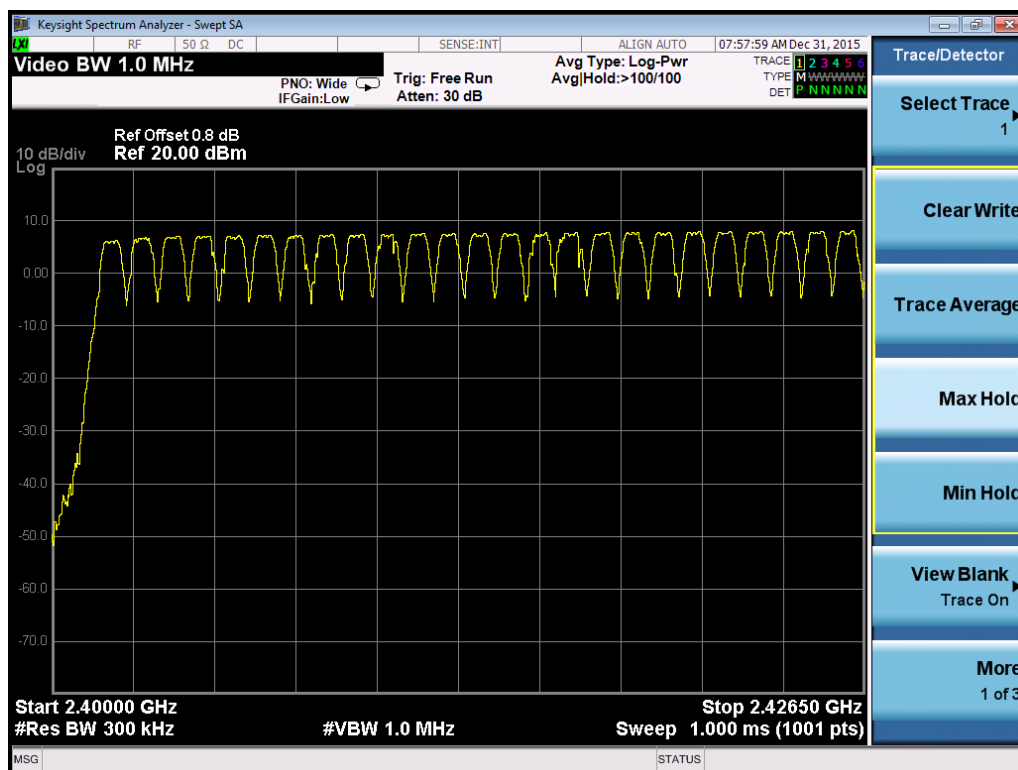 Keysight Spectrum Analyzer - Swept SA
LXI RF 50 Ω DC SENSE:INT ALIGN AUTO 07:57:59 AM Dec 31, 2015
Video BW 1.0 MHz
PNO: Wide
IFGain:Low
Trig: Free Run
Atten: 30 dB
Avg Type: Log-Pwr
Avg|Hold:>100/100
TRACE 1 2 3 4 5 6
TYPE M WWWWW
DET P N N N N N
Ref Offset 0.8 dB
10 dB/div Ref 20.00 dBm
Log
10.0
0.00
-10.0
-20.0
-30.0
-40.0
-50.0
-60.0
-70.0
Start 2.40000 GHz Stop 2.42650 GHz
#Res BW 300 kHz #VBW 1.0 MHz Sweep 1.000 ms (1001 pts)
MSG STATUS
Trace/Detector
Select Trace
1
Clear Write
Trace Average
Max Hold
Min Hold
View Blank
Trace On
More
1 of 3